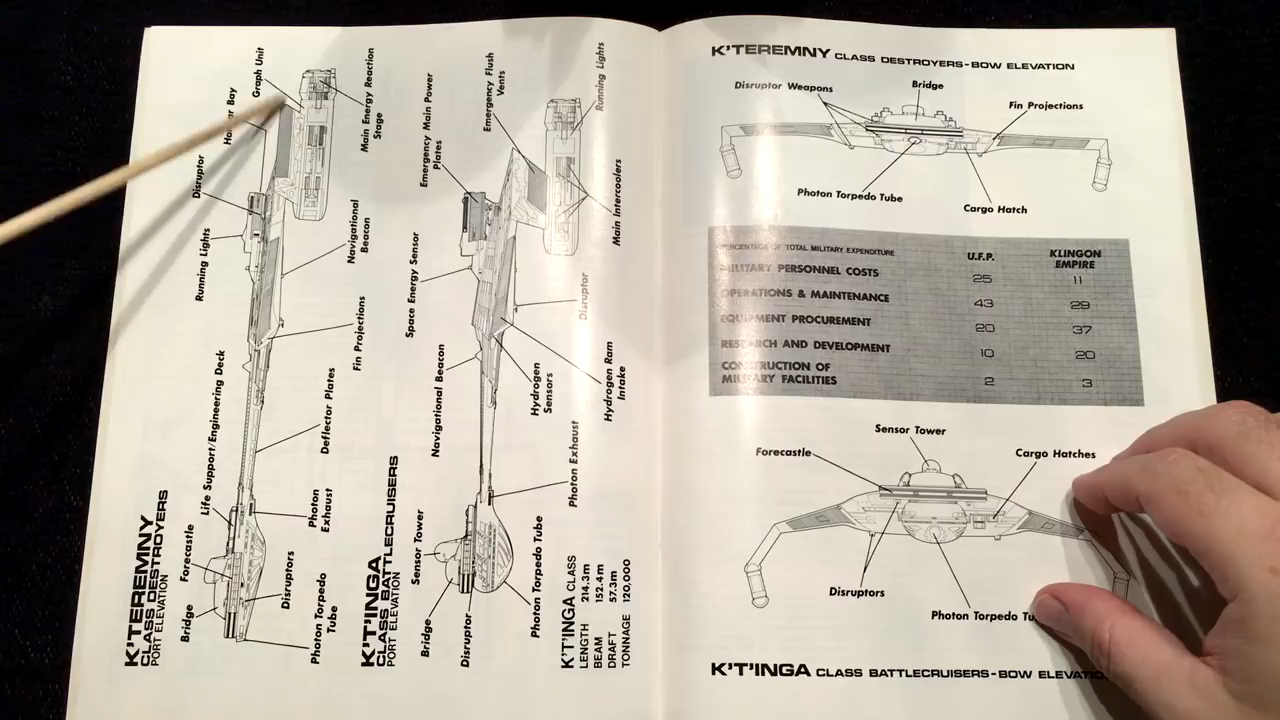 K'TEREMNY
CLASS DESTROYERS
PORT ELEVATION
Bridge
Forecastle
Life Support/Engineering Deck
Running Lights
Disruptor
Graph Unit
Main Energy Reaction
Stage
Navigational
Beacon
Fin Projections
Deflector Plates
Photon
Exhaust
Disruptors
Photon Torpedo
Tube
K'T'INGA
CLASS BATTLECRUISERS
PORT ELEVATION
Bridge
Sensor Tower
Navigational Beacon
Space Energy Sensor
Emergency Main Power
Plates
Emergency Flush
Vents
Running Lights
Main Intercoolers
Disruptor
Hydrogen Ram
Intake
Hydrogen
Sensors
Photon Exhaust
Photon Torpedo Tube
Disruptor
K'T'INGA CLASS
LENGTH 214.3m
BEAM 152.4m
DRAFT 57.3m
TONNAGE 120,000
K'TEREMNY CLASS DESTROYERS-BOW ELEVATION
Disruptor Weapons
Bridge
Fin Projections
Photon Torpedo Tube
Cargo Hatch
PERCENTAGE OF TOTAL MILITARY EXPENDITURE U.F.P. KLINGON
EMPIRE
MILITARY PERSONNEL COSTS 25 11
OPERATIONS & MAINTENANCE 43 29
EQUIPMENT PROCUREMENT 20 37
RESEARCH AND DEVELOPMENT 10 20
CONSTRUCTION OF
MILITARY FACILITIES 2 3
Sensor Tower
Forecastle
Cargo Hatches
Disruptors
Photon Torpedo
K'T'INGA CLASS BATTLECRUISERS-BOW